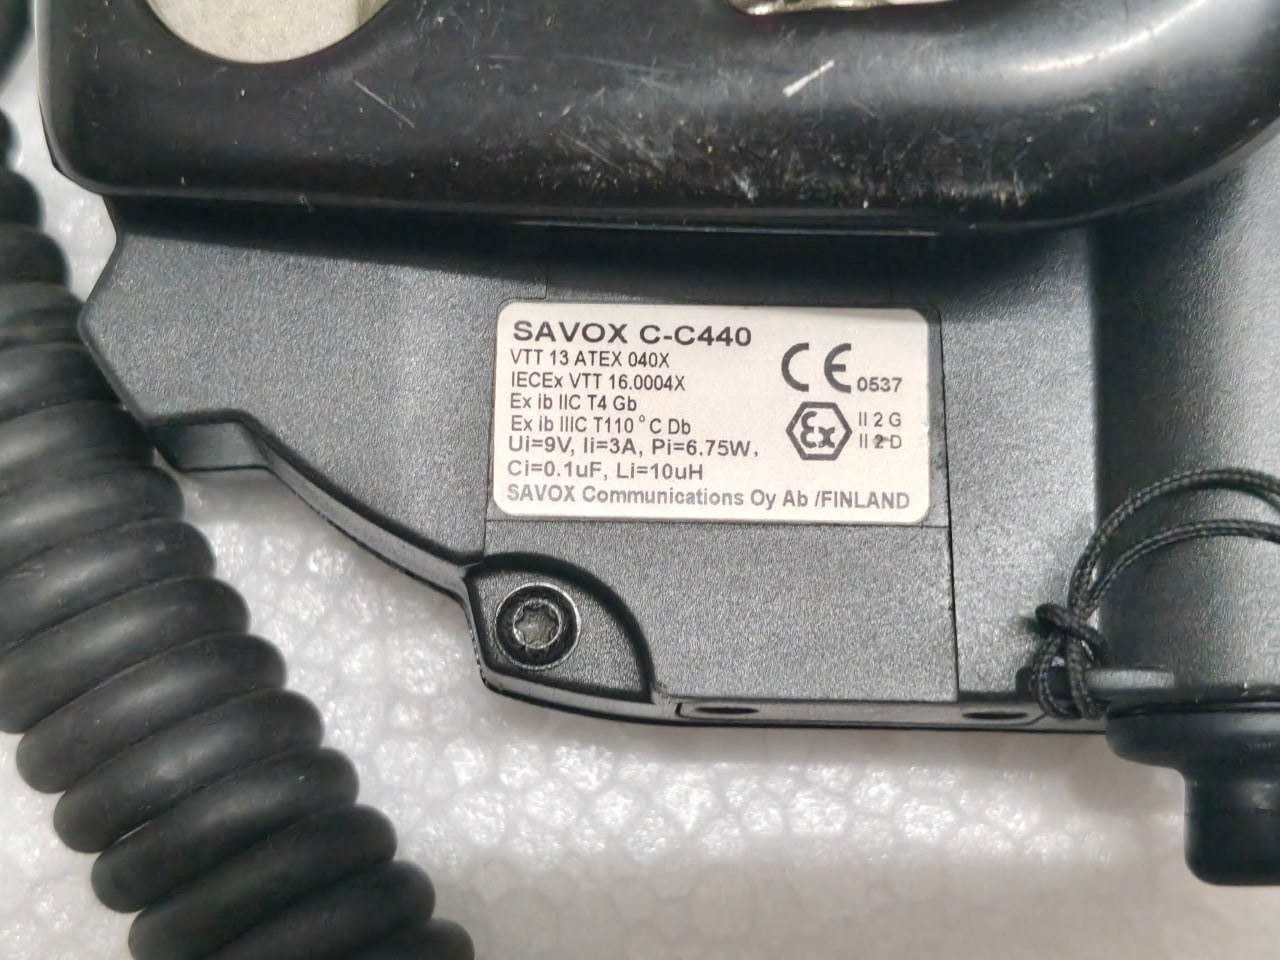 SAVOX C-C440
VTT 13 ATEX 040X
IECEx VTT 16.0004X
Ex ib IIC T4 Gb
Ex ib IIIC T110 °C Db
Ui=9V, Ii=3A, Pi=6.75W,
Ci=0.1uF, Li=10uH
SAVOX Communications Oy Ab /FINLAND
CE 0537
Ex II 2 G
II 2 D